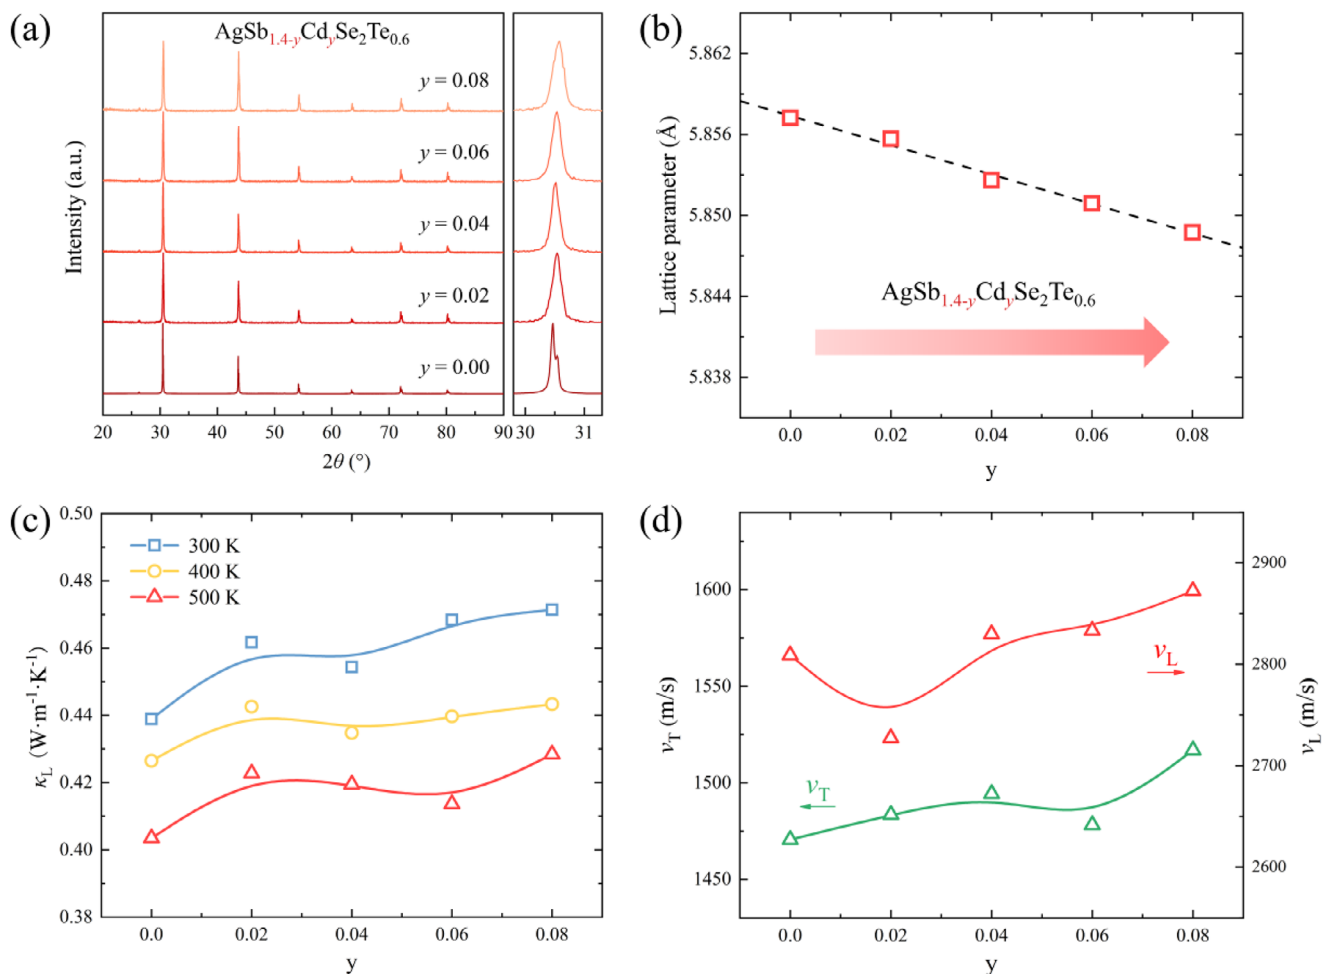 (a)
AgSb1.4-yCdySe2Te0.6
y = 0.08
y = 0.06
y = 0.04
y = 0.02
y = 0.00
Intensity (a.u.)
20 30 40 50 60 70 80 90 30 31
2θ (°)
(b)
5.862
5.856
5.850
5.844
5.838
Lattice parameter (Å)
AgSb1.4-yCdySe2Te0.6
0.0 0.02 0.04 0.06 0.08
y
(c)
0.50
0.48
0.46
0.44
0.42
0.40
0.38
κL (W·m-1·K-1)
300 K
400 K
500 K
0.0 0.02 0.04 0.06 0.08
y
(d)
1600
1550
1500
1450
vT (m/s)
vL
vT
2900
2800
2700
2600
2550
vL (m/s)
0.0 0.02 0.04 0.06 0.08
y